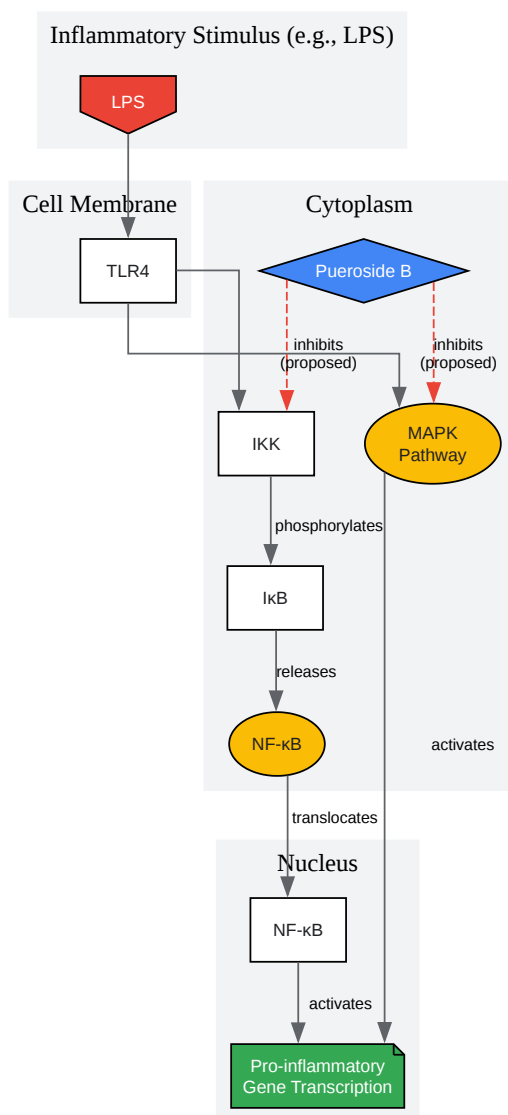 Inflammatory Stimulus (e.g., LPS)
LPS
Cell Membrane
Cytoplasm
TLR4
Pueroside B
inhibits
(proposed)
inhibits
(proposed)
IKK
MAPK
Pathway
phosphorylates
IκB
releases
NF-κB
activates
translocates
Nucleus
NF-κB
activates
Pro-inflammatory
Gene Transcription